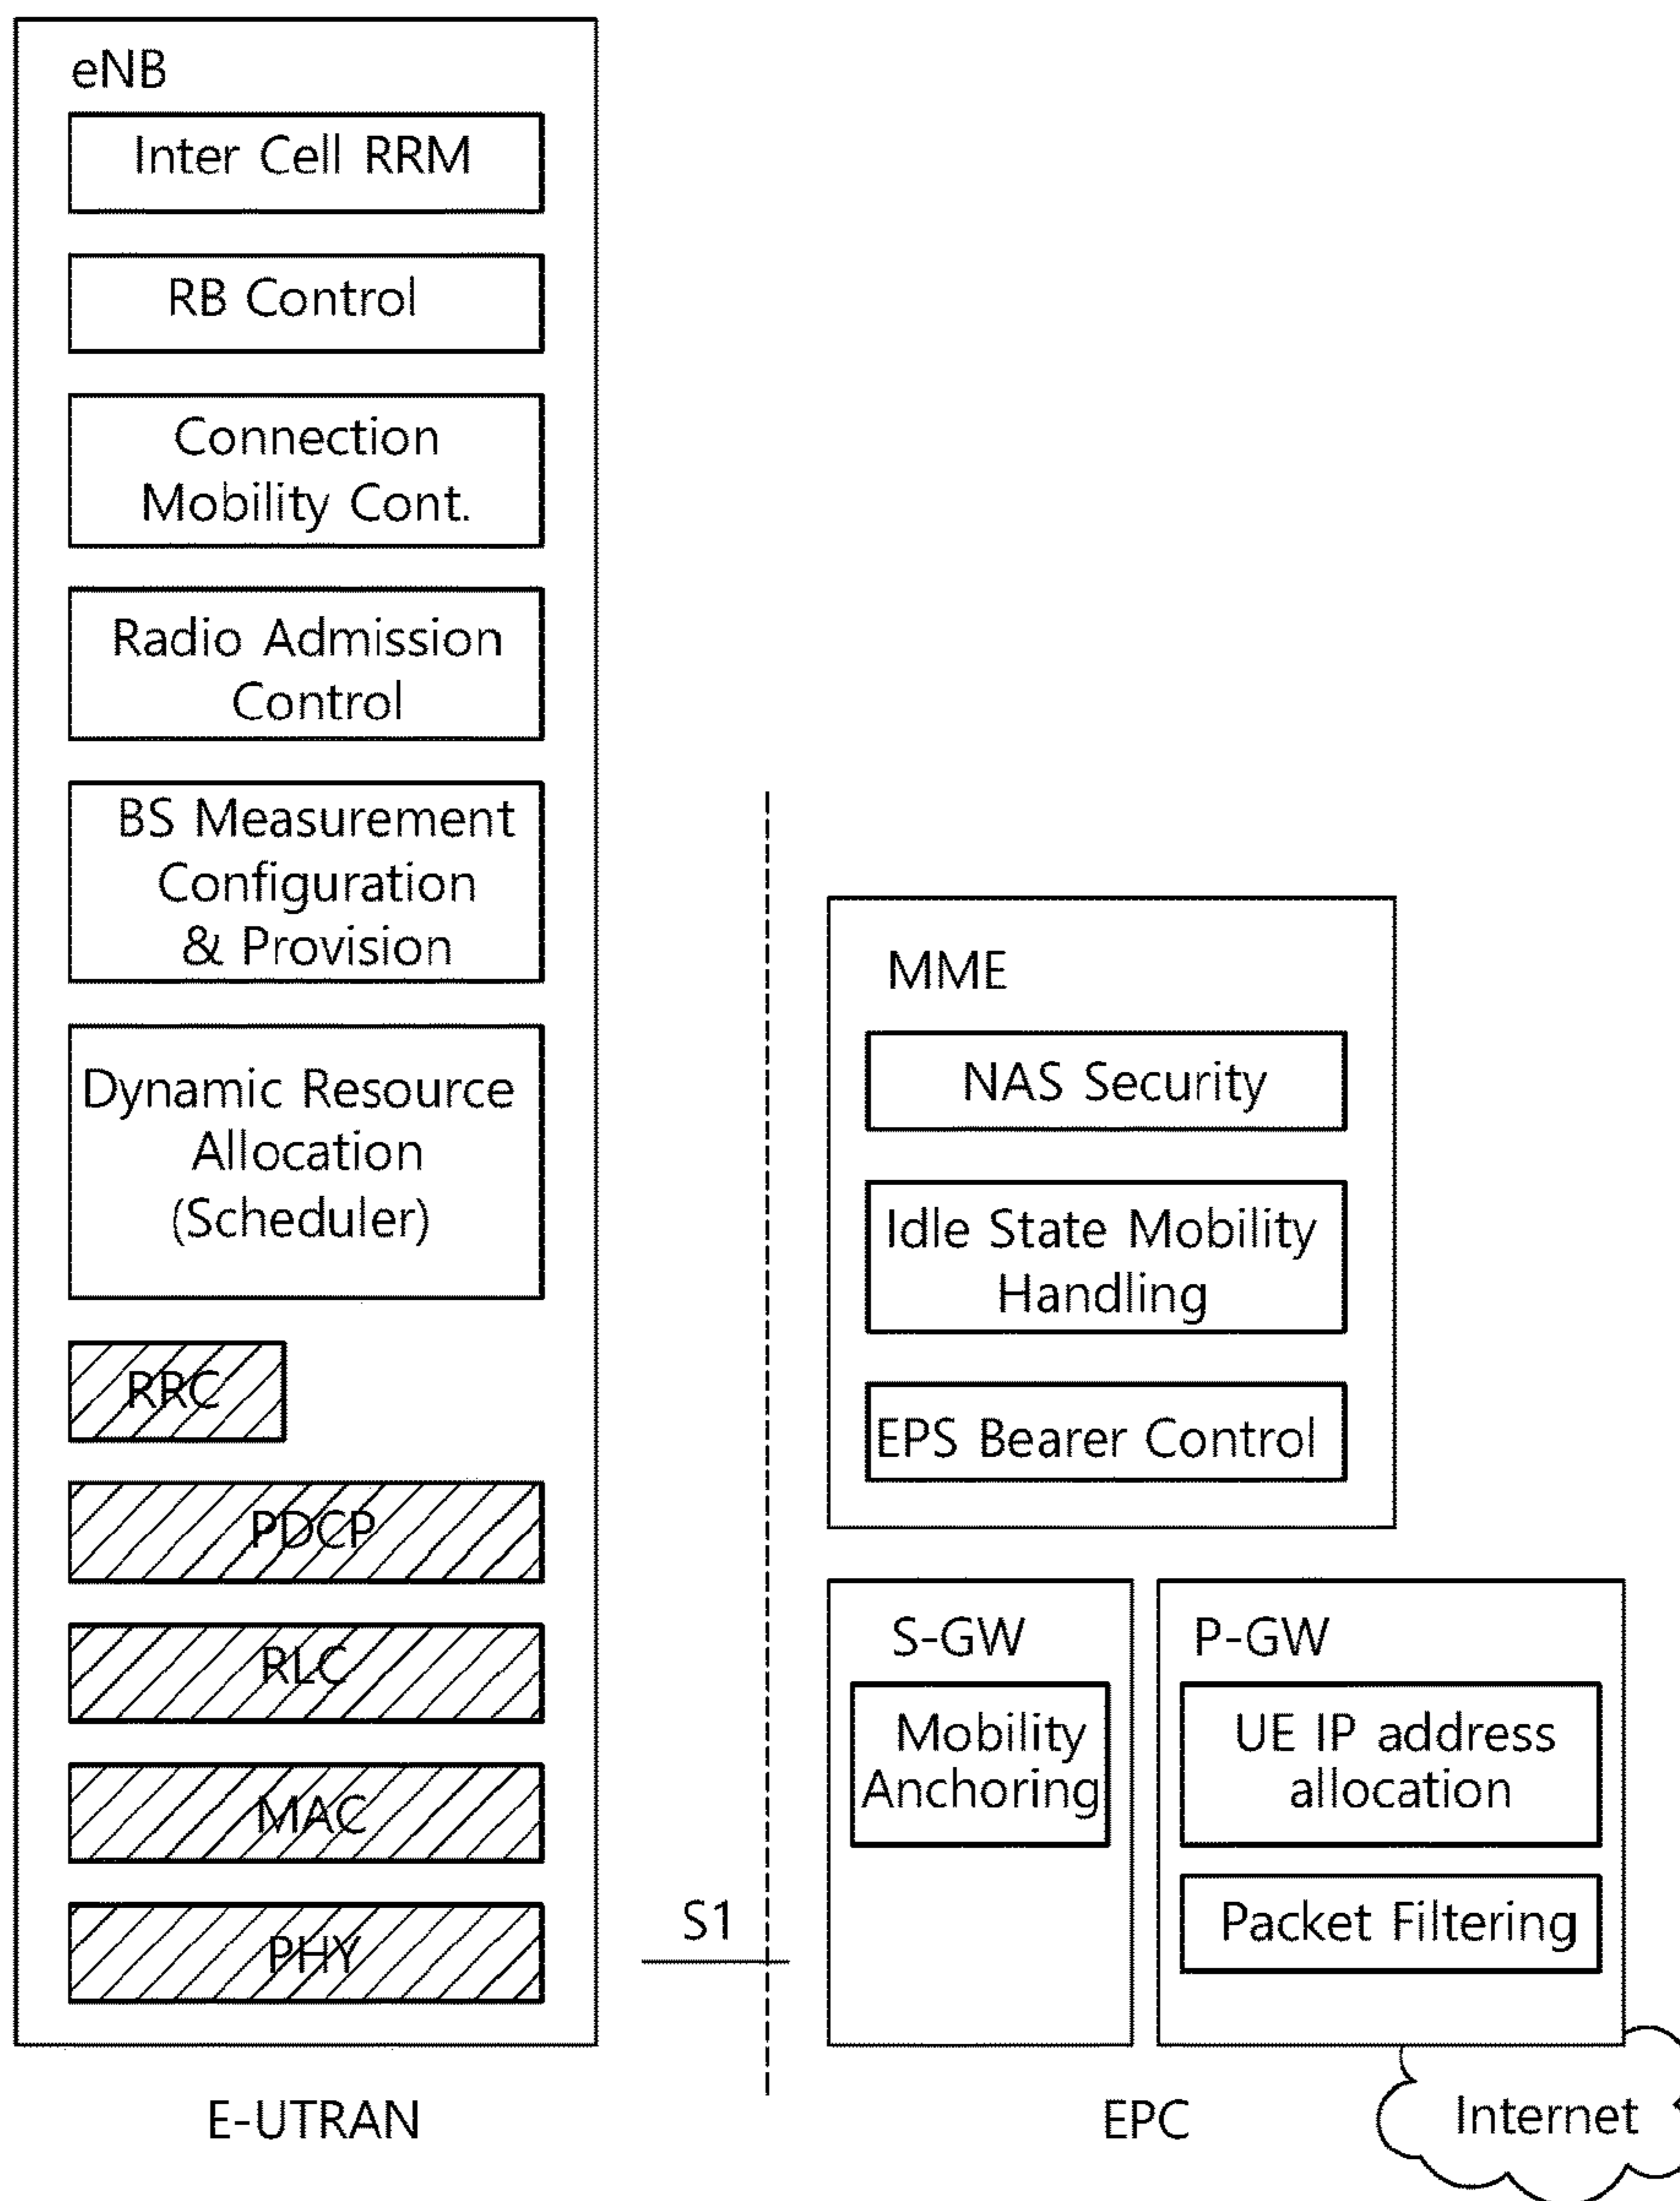 eNB
Inter Cell RRM
RB Control
Connection
Mobility Cont.
Radio Admission
Control
BS Measurement
Configuration
& Provision
Dynamic Resource
Allocation
(Scheduler)
RRC
PDCP
RLC
MAC
PHY
E-UTRAN
S1
MME
NAS Security
Idle State Mobility
Handling
EPS Bearer Control
S-GW
Mobility
Anchoring
P-GW
UE IP address
allocation
Packet Filtering
EPC
Internet